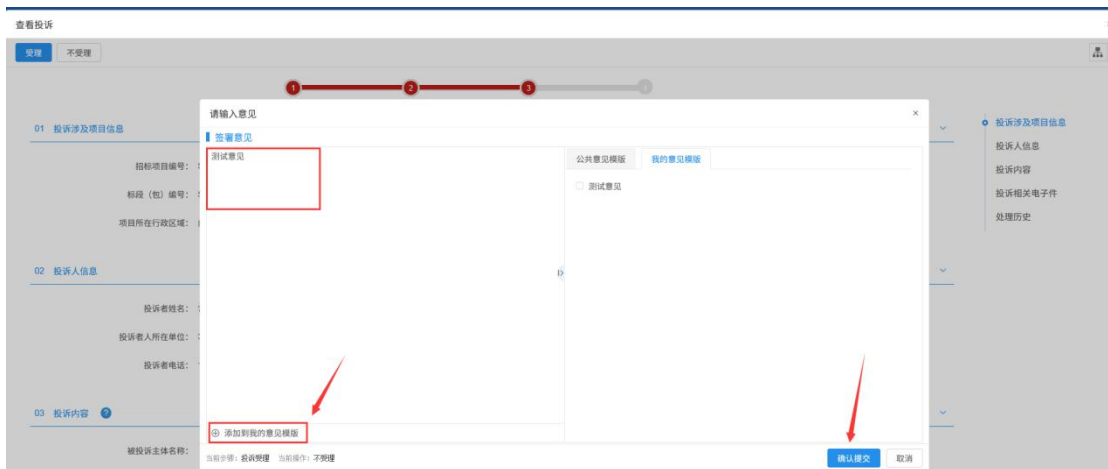 查看投诉
受理 不受理
1 2 3
请输入意见
签署意见
测试意见
公共意见模版 我的意见模版
测试意见
添加到我的意见模版
当前步骤：投诉受理 当前操作：不受理
确认提交 取消
01 投诉涉及项目信息
招标项目编号：
标段（包）编号：
项目所在行政区域：
02 投诉人信息
投诉者姓名：
投诉者人所在单位：
投诉者电话：
03 投诉内容 ?
被投诉主体名称：
投诉涉及项目信息
投诉人信息
投诉内容
投诉相关电子件
处理历史